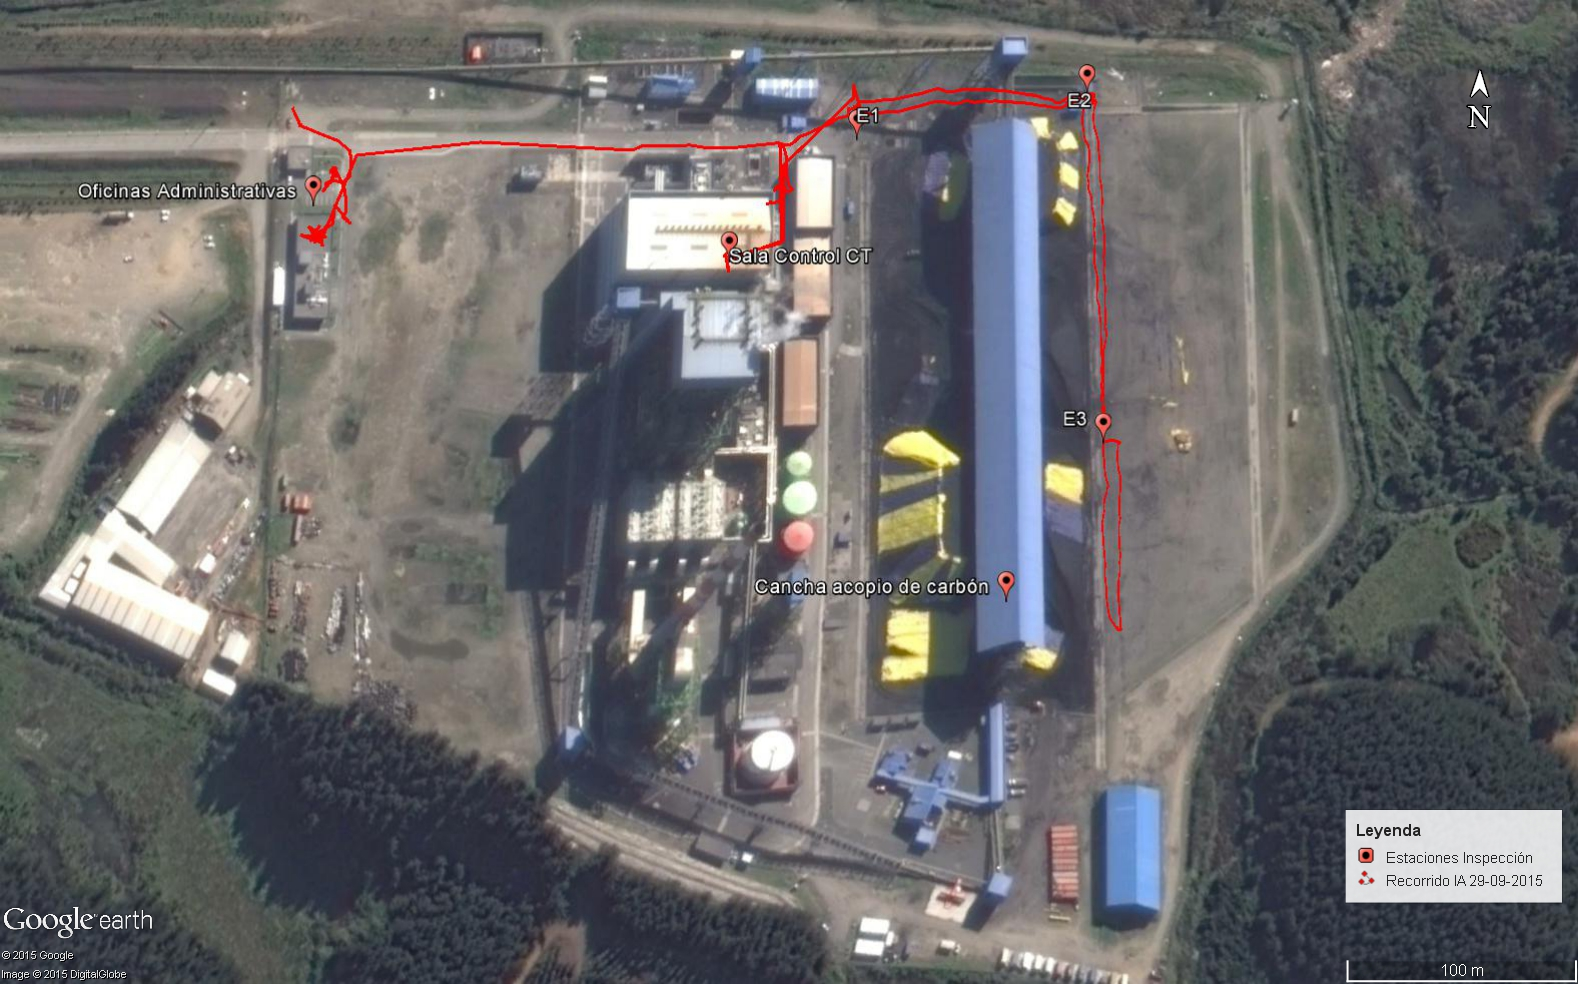 N
E2
E1
Oficinas Administrativas
Sala Control CT
E3
Cancha acopio de carbón
Leyenda
Estaciones Inspección
Recorrido IA 29-09-2015
Google earth
© 2015 Google
Image © 2015 DigitalGlobe
100 m